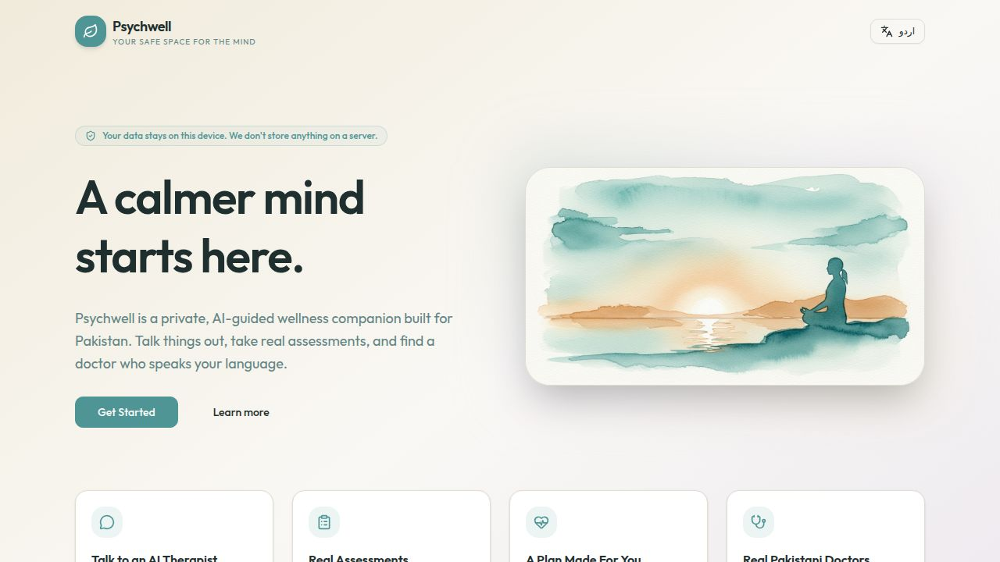 Psychwell
YOUR SAFE SPACE FOR THE MIND
اردو
Your data stays on this device. We don't store anything on a server.
A calmer mind
starts here.
Psychwell is a private, AI-guided wellness companion built for
Pakistan. Talk things out, take real assessments, and find a
doctor who speaks your language.
Get Started
Learn more
Talk to an AI Therapist
Real Assessments
A Plan Made For You
Real Pakistani Doctors